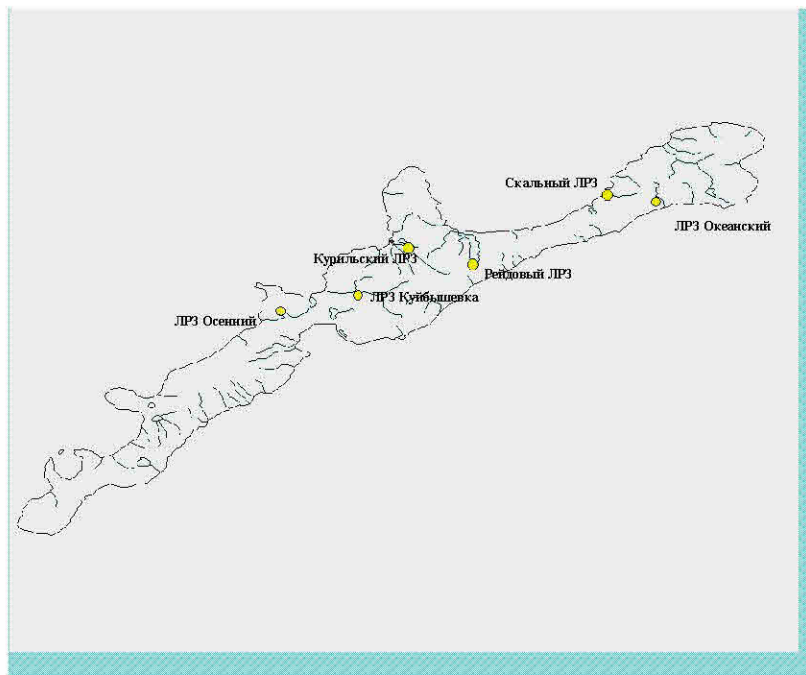 Скальный ЛРЗ
ЛРЗ Океанский
Курильский ЛРЗ
Рейдовый ЛРЗ
ЛРЗ Куйбышевка
ЛРЗ Осенний